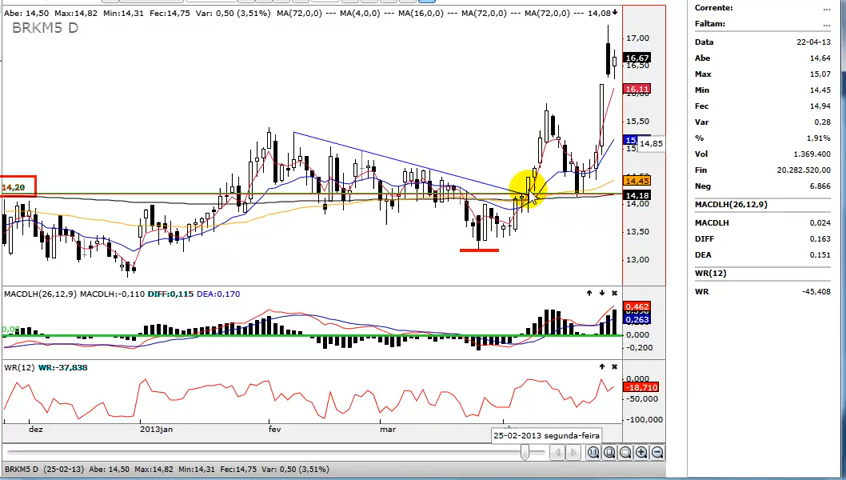 Abe: 14,50 Max:14,82 Min:14,31 Fec:14,75 Var: 0,50 (3,51%) MA(72,0,0) MA(4,0,0) MA(16,0,0) MA(72,0,0) MA(72,0,0) 14,08
BRKM5 D
17,00
16,67
16,50
16,11
15,50
14,85
14,20
14,45
14,18
14,00
13,50
13,00
MACDLH(26,12,9) MACDLH:-0,110 DIFF:0,115 DEA:0,170
0,462
0,263
0,000
-0,200
WR(12) WR:-37,838
0,000
-18,710
-50,000
-100,000
dez 2013jan fev mar
25-02-2013 segunda-feira
BRKM5 D (25-02-13) Abe: 14,50 Max:14,82 Min:14,31 Fec:14,75 Var: 0,50 (3,51%)
Corrente: ...
Faltam: ...
Data 22-04-13
Abe 14,64
Max 15,07
Min 14,45
Fec 14,94
Var 0,28
% 1,91%
Vol 1.369.400
Fin 20.282.520,00
Neg 6.866
MACDLH(26,12,9)
MACDLH 0,024
DIFF 0,163
DEA 0,151
WR(12)
WR -45,408